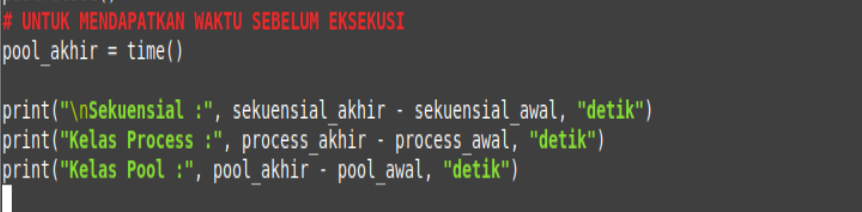 # UNTUK MENDAPATKAN WAKTU SEBELUM EKSEKUSI
pool_akhir = time()
print("\nSekuensial :", sekuensial_akhir - sekuensial_awal, "detik")
print("Kelas Process :", process_akhir - process_awal, "detik")
print("Kelas Pool :", pool_akhir - pool_awal, "detik")